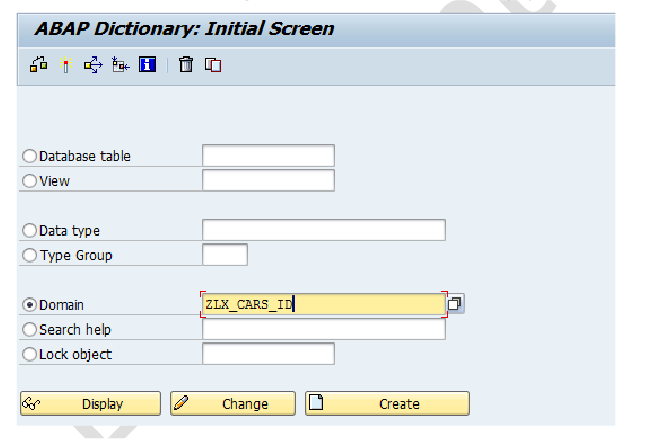 ABAP Dictionary: Initial Screen
Database table
View
Data type
Type Group
Domain ZLX_CARS_ID
Search help
Lock object
Display Change Create